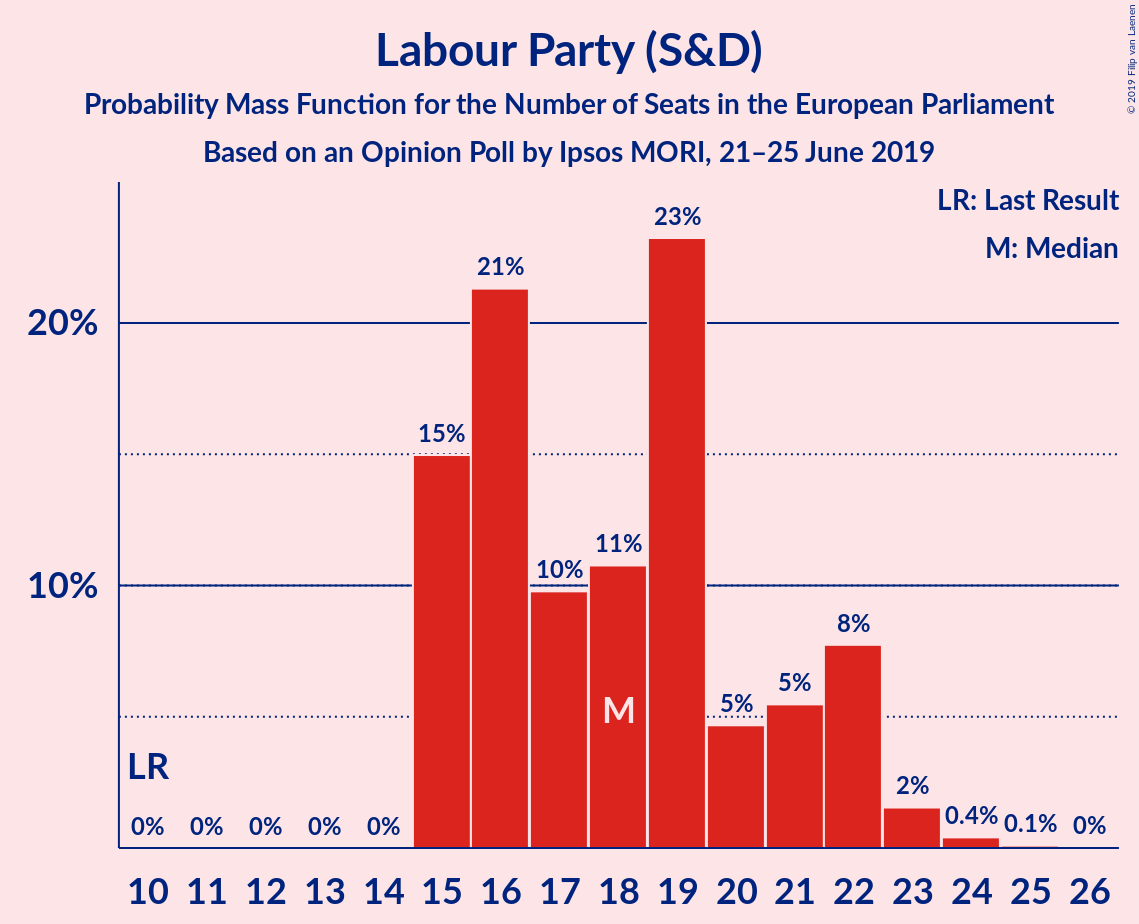 Labour Party (S&D)
Probability Mass Function for the Number of Seats in the European Parliament
Based on an Opinion Poll by Ipsos MORI, 21–25 June 2019
© 2019 Filip van Laenen
LR: Last Result
M: Median
20%
10%
0% 0% 0% 0% 0% 15% 21% 10% 11% 23% 5% 5% 8% 2% 0.4% 0.1% 0%
LR
M
10 11 12 13 14 15 16 17 18 19 20 21 22 23 24 25 26